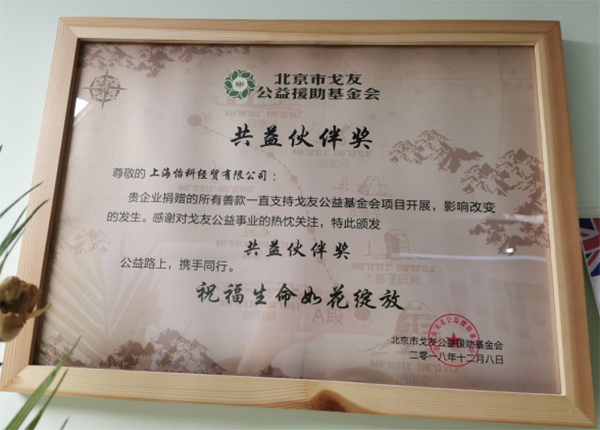 北京市戈友
公益援助基金会
共益伙伴奖
尊敬的上海怡科经贸有限公司：
贵企业捐赠的所有善款一直支持戈友公益基金会项目开展，影响改变
的发生。感谢对戈友公益事业的热忱关注，特此颁发
共益伙伴奖
公益路上，携手同行。
祝福生命如花绽放
北京市戈友公益援助基金会
二零一八年十二月八日